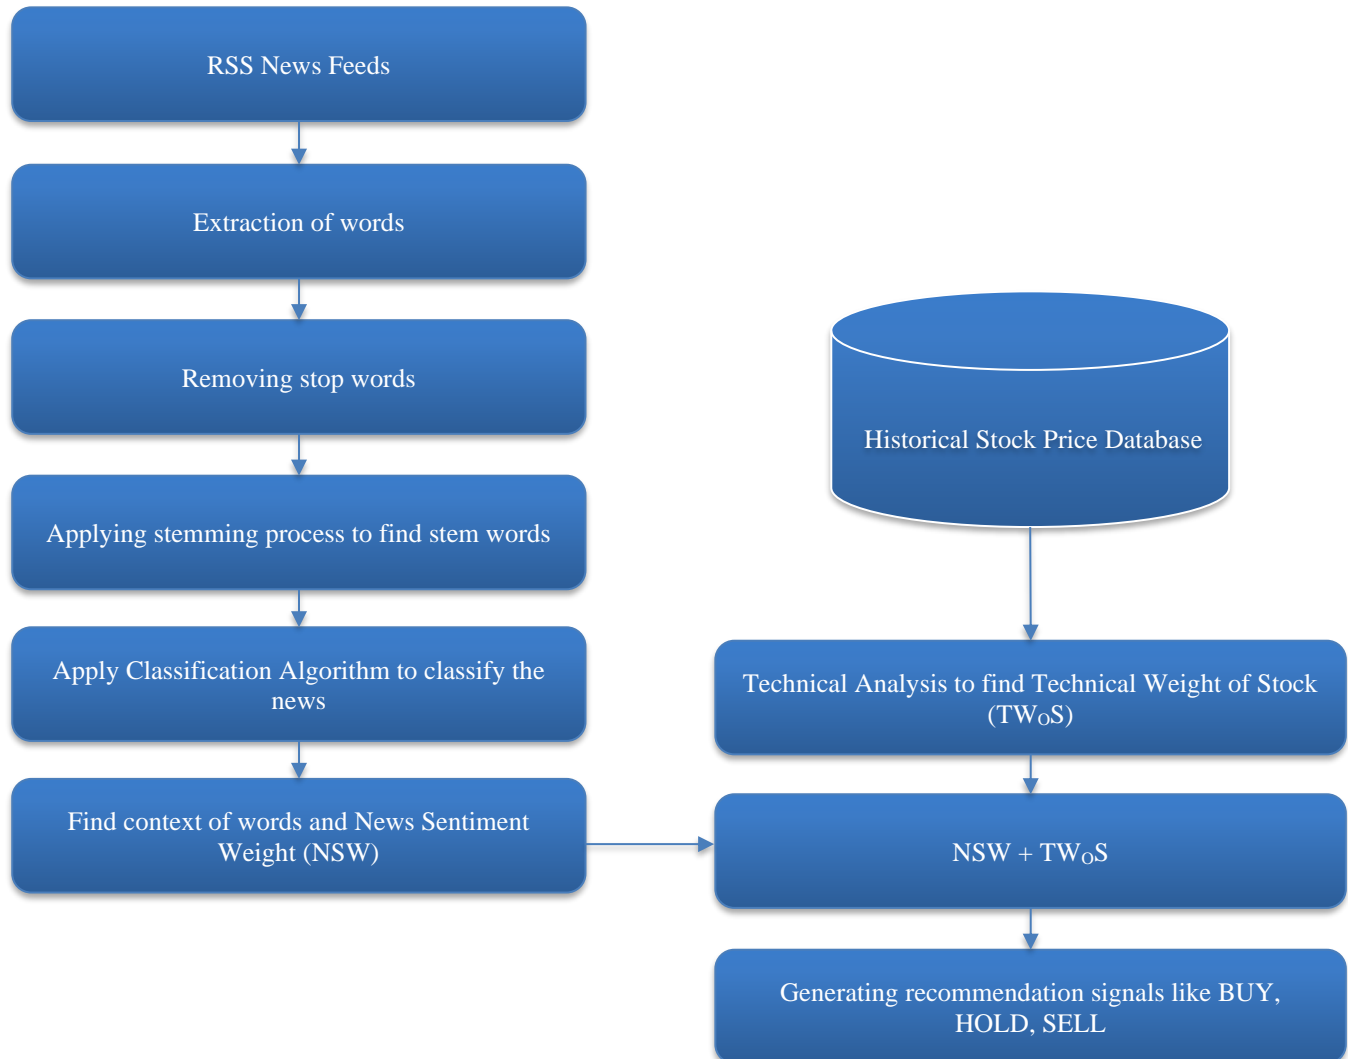 RSS News Feeds
Extraction of words
Removing stop words
Applying stemming process to find stem words
Apply Classification Algorithm to classify the
news
Find context of words and News Sentiment
Weight (NSW)
Historical Stock Price Database
Technical Analysis to find Technical Weight of Stock
(TWOS)
NSW + TWOS
Generating recommendation signals like BUY,
HOLD, SELL